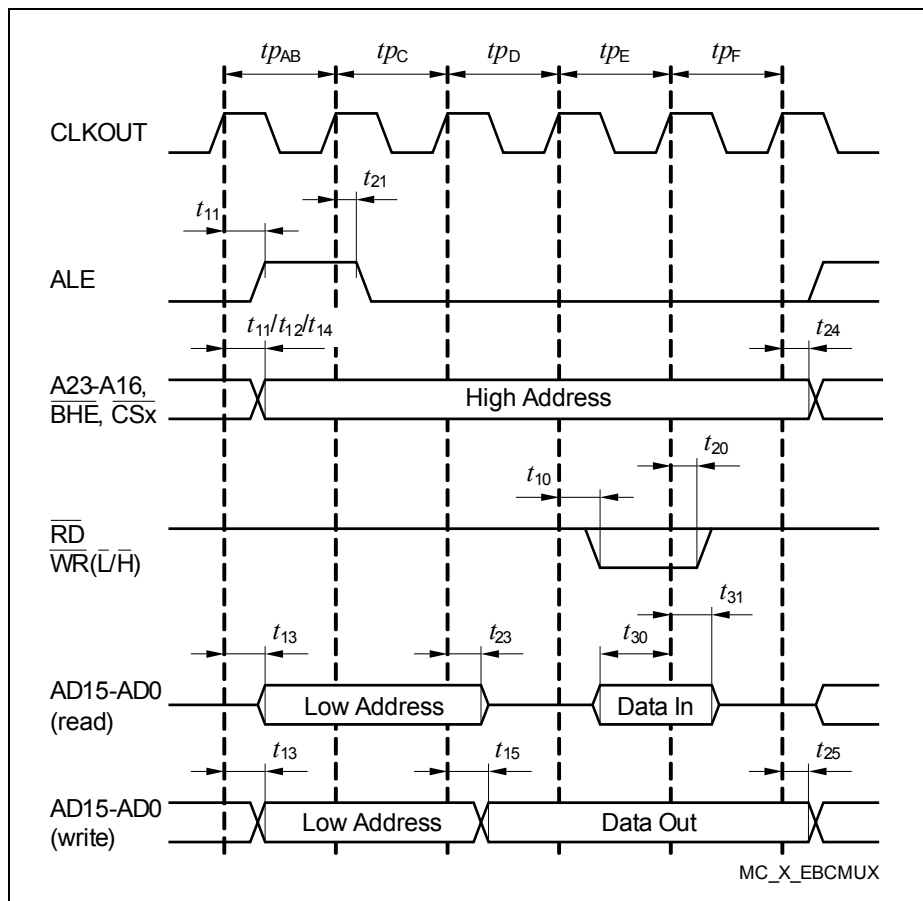 tpAB tpC tpD tpE tpF
CLKOUT
t21
t11
ALE
t11/t12/t14
t24
A23-A16,
BHE, CSx
High Address
t20
t10
RD
WR(L/H)
t31
t13 t23 t30
AD15-AD0
(read)
Low Address Data In
t13 t15 t25
AD15-AD0
(write)
Low Address Data Out
MC_X_EBCMUX